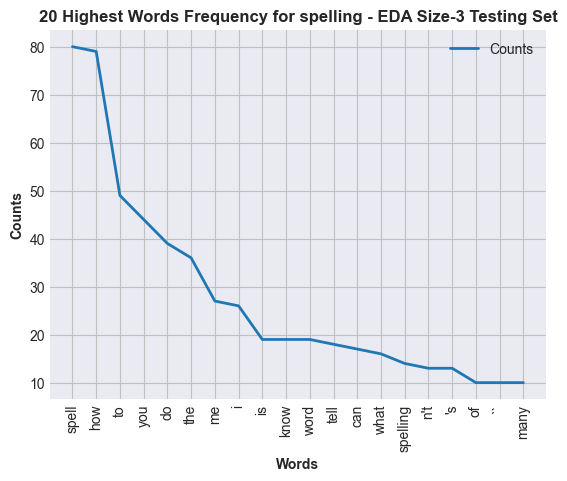 20 Highest Words Frequency for spelling - EDA Size-3 Testing Set
Counts
Counts
80
70
60
50
40
30
20
10
spell
how
to
you
do
the
me
i
is
know
word
tell
can
what
spelling
n't
's
of
``
many
Words